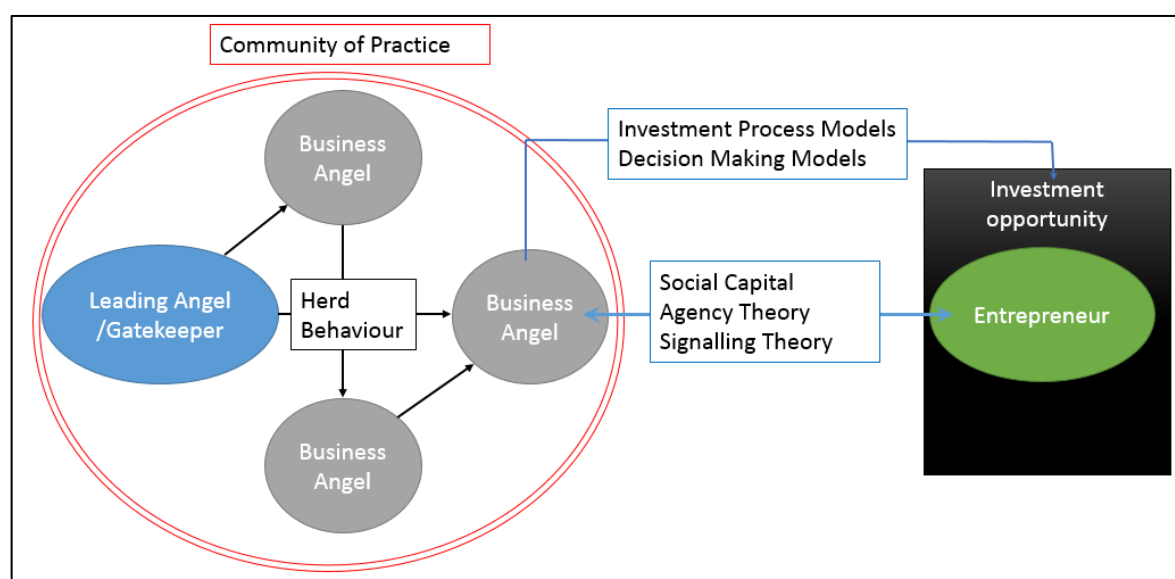 Community of Practice
Business
Angel
Investment Process Models
Decision Making Models
Investment
opportunity
Leading Angel
/Gatekeeper
Herd
Behaviour
Business
Angel
Social Capital
Agency Theory
Signalling Theory
Entrepreneur
Business
Angel